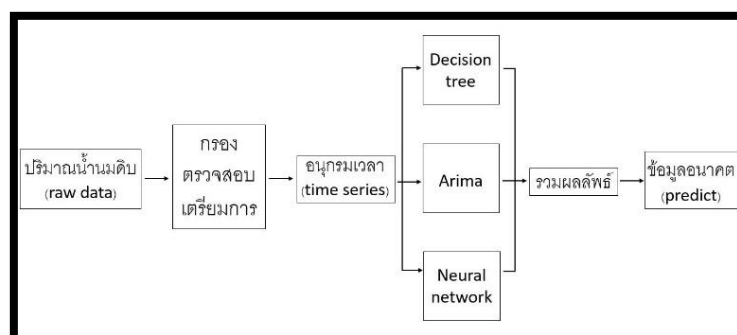 ปริมาณน้ำนมดิบ
(raw data)
กรอง
ตรวจสอบ
เตรียมการ
อนุกรมเวลา
(time series)
Decision
tree
Arima
Neural
network
รวมผลลัพธ์
ข้อมูลอนาคต
(predict)